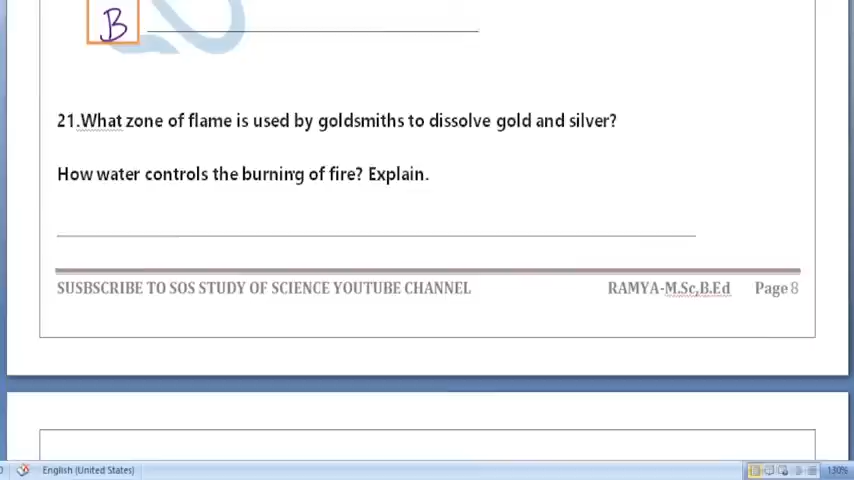 B
21.What zone of flame is used by goldsmiths to dissolve gold and silver?
How water controls the burning of fire? Explain.
SUSBSCRIBE TO SOS STUDY OF SCIENCE YOUTUBE CHANNEL RAMYA-M.Sc,B.Ed Page 8
English (United States) 130%